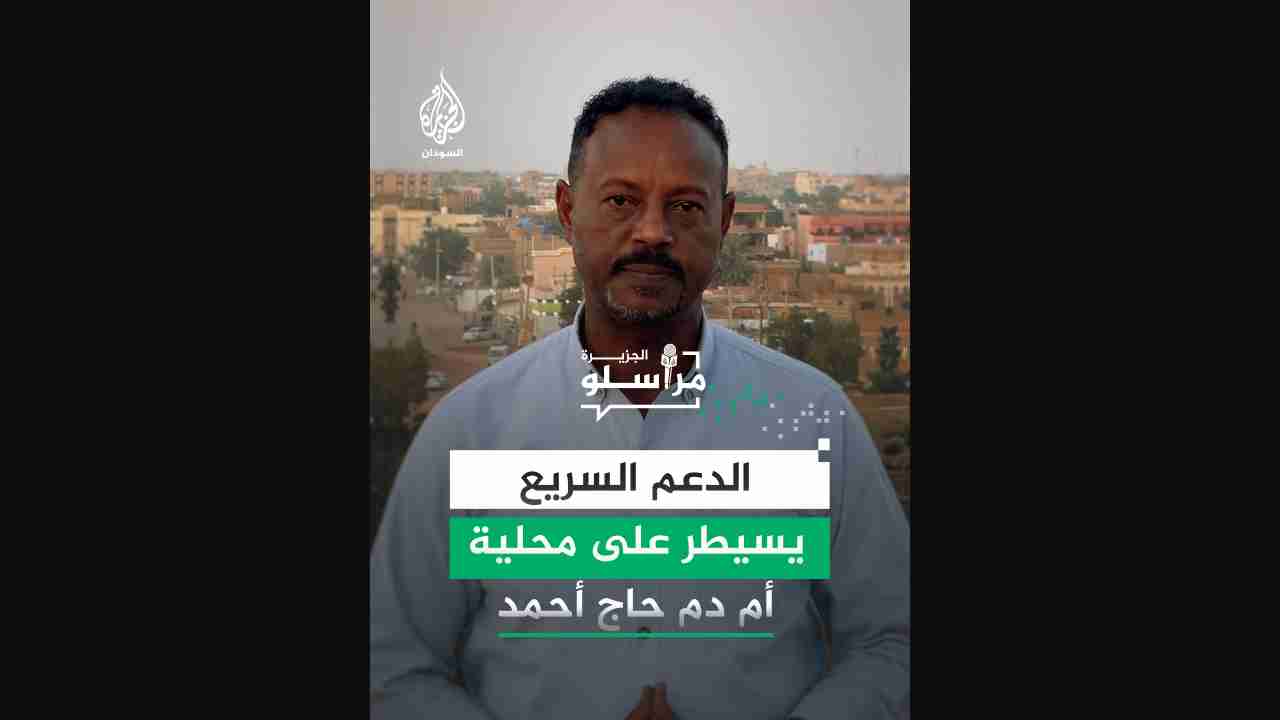 الجزيرة
السودان
الجزيرة
مراسلو
الدعم السريع
يسيطر على محلية
أم دم حاج أحمد